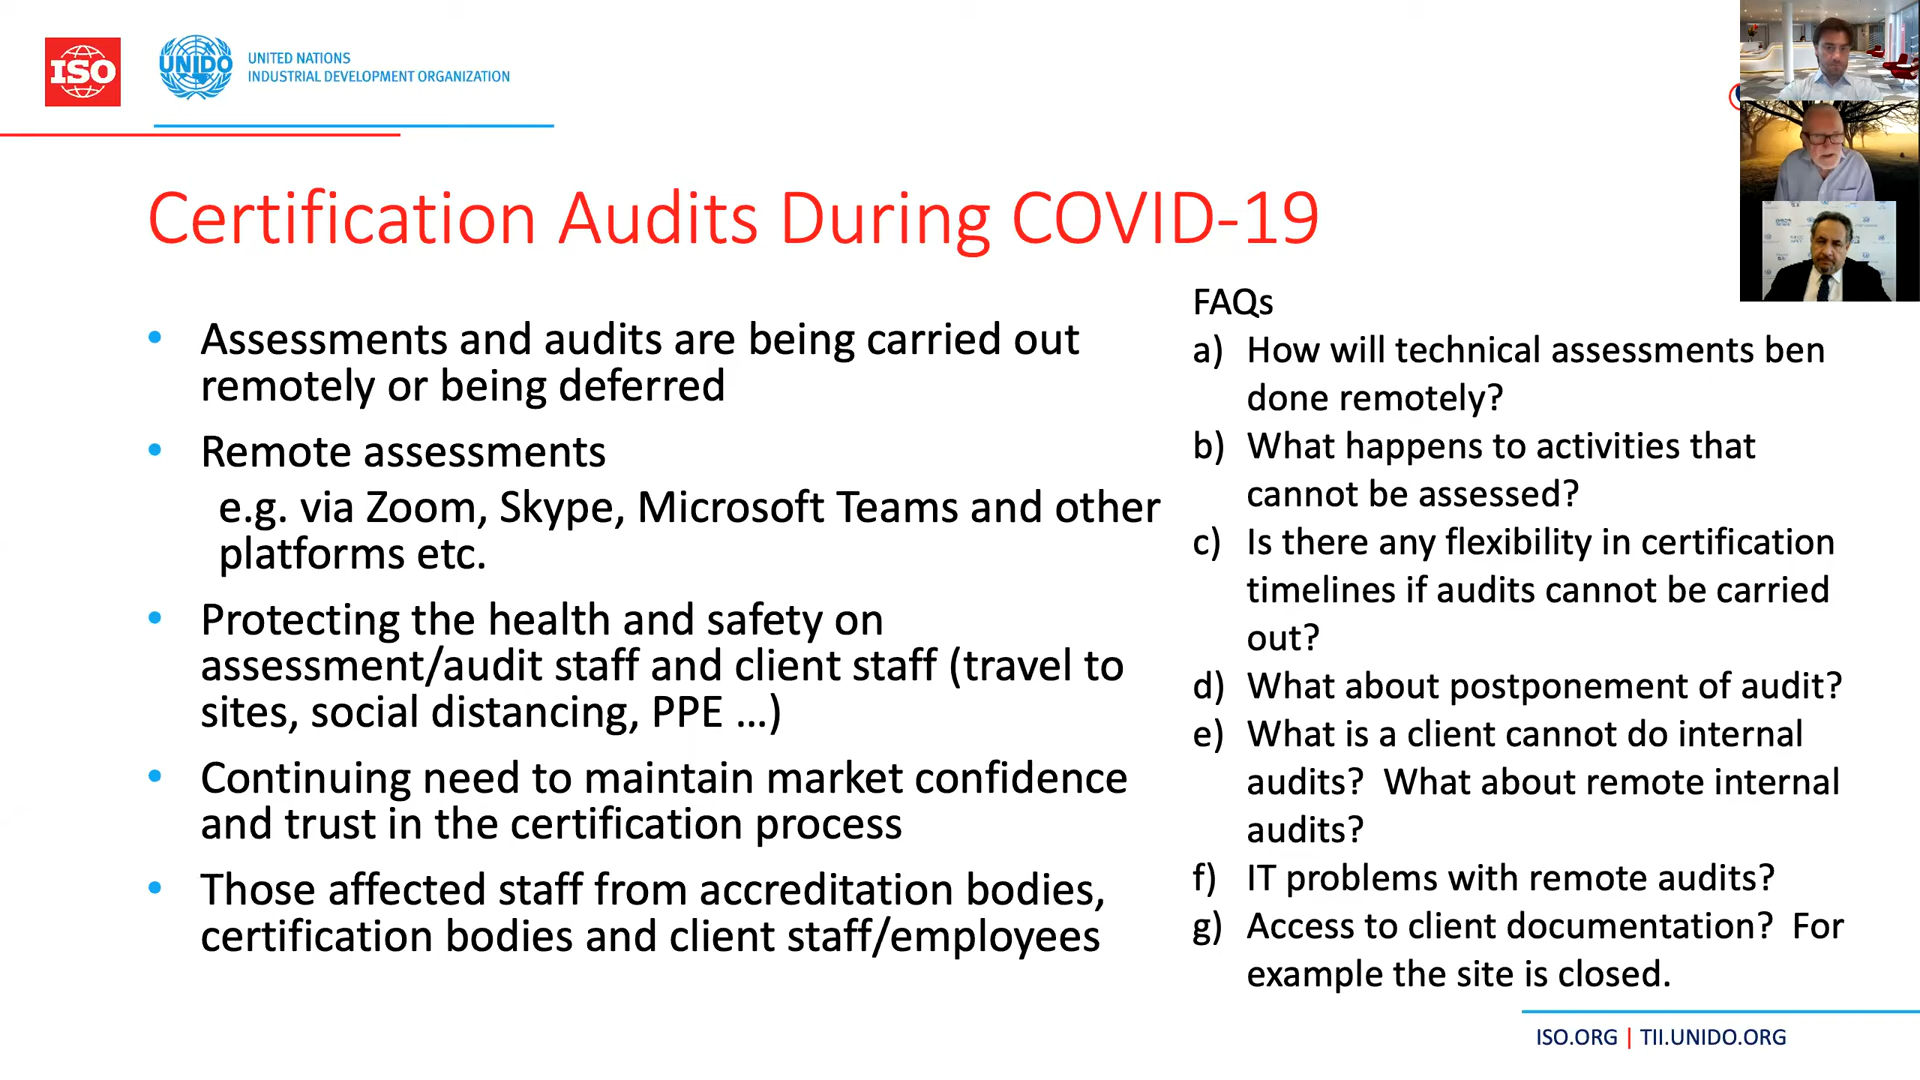 ISO
UNIDO
UNITED NATIONS
INDUSTRIAL DEVELOPMENT ORGANIZATION
Certification Audits During COVID-19
• Assessments and audits are being carried out
remotely or being deferred
• Remote assessments
e.g. via Zoom, Skype, Microsoft Teams and other
platforms etc.
• Protecting the health and safety on
assessment/audit staff and client staff (travel to
sites, social distancing, PPE ...)
• Continuing need to maintain market confidence
and trust in the certification process
• Those affected staff from accreditation bodies,
certification bodies and client staff/employees
FAQs
a) How will technical assessments ben
done remotely?
b) What happens to activities that
cannot be assessed?
c) Is there any flexibility in certification
timelines if audits cannot be carried
out?
d) What about postponement of audit?
e) What is a client cannot do internal
audits? What about remote internal
audits?
f) IT problems with remote audits?
g) Access to client documentation? For
example the site is closed.
ISO.ORG | TII.UNIDO.ORG